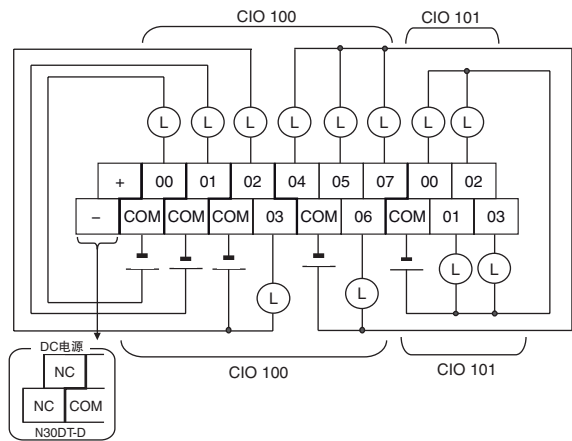 CIO 100
CIO 101
L L L L L L L L
+ 00 01 02 04 05 07 00 02
– COM COM COM 03 COM 06 COM 01 03
L L L L
DC电源
NC
NC COM
N30DT-D
CIO 100
CIO 101